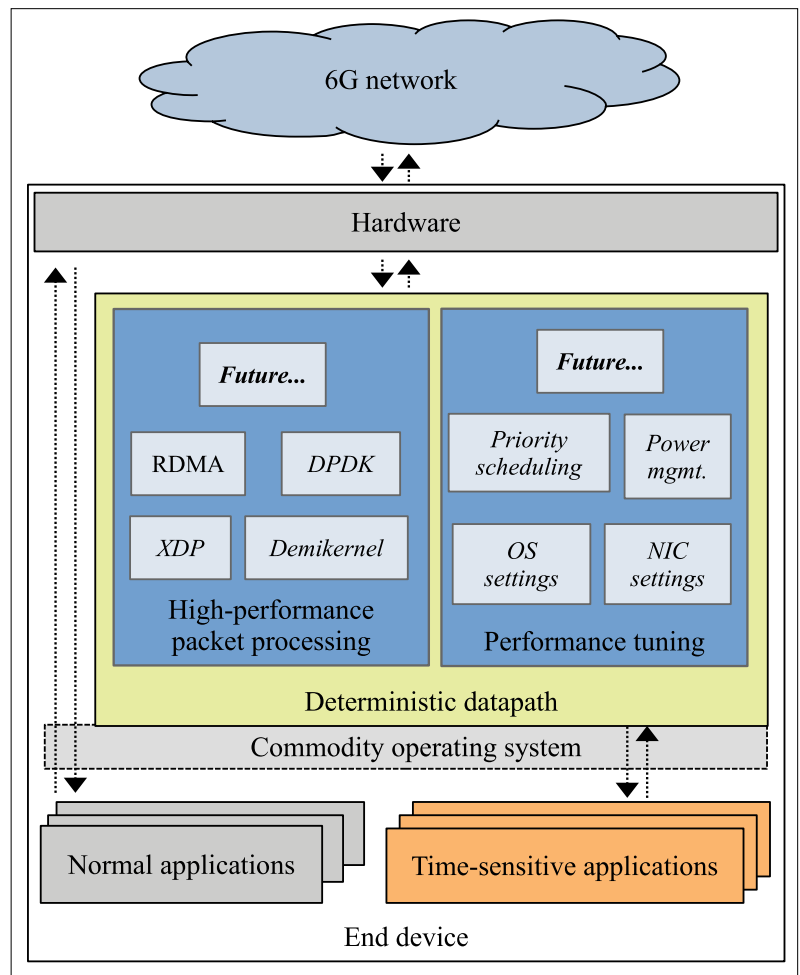 6G network
Hardware
Future...
RDMA
DPDK
XDP
Demikernel
High-performance
packet processing
Future...
Priority
scheduling
Power
mgmt.
OS
settings
NIC
settings
Performance tuning
Deterministic datapath
Commodity operating system
Normal applications
Time-sensitive applications
End device